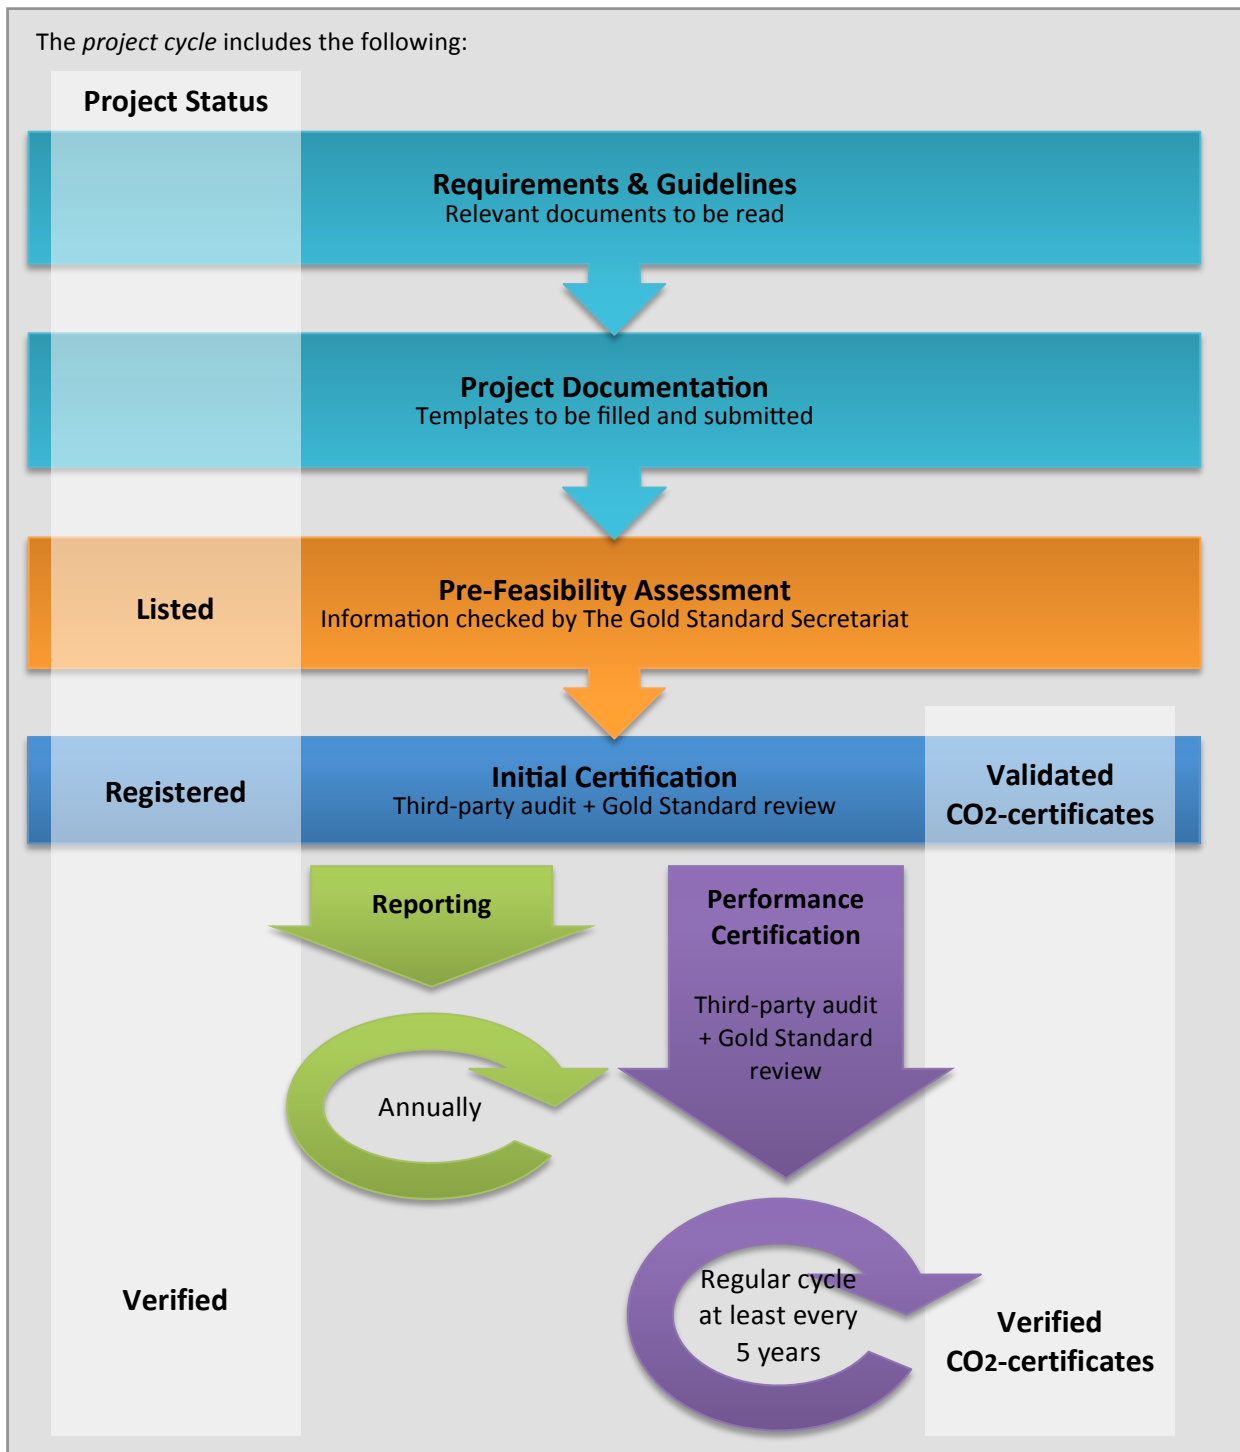 The project cycle includes the following:
Project Status
Requirements & Guidelines
Relevant documents to be read
Project Documentation
Templates to be filled and submitted
Listed
Pre-Feasibility Assessment
Information checked by The Gold Standard Secretariat
Registered
Initial Certification
Third-party audit + Gold Standard review
Validated
CO2-certificates
Reporting
Annually
Performance
Certification
Third-party audit
+ Gold Standard
review
Verified
Regular cycle
at least every
5 years
Verified
CO2-certificates